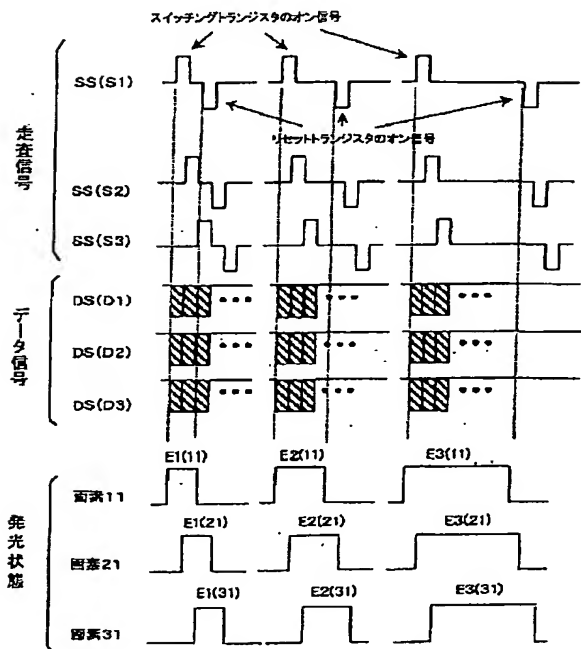 スイッチングトランジスタのオン信号
SS(S1)
リセットトランジスタのオン信号
走査信号
SS(S2)
SS(S3)
データ信号
DS(D1)
DS(D2)
DS(D3)
E1(11) E2(11) E3(11)
画素11
発光状態
E1(21) E2(21) E3(21)
画素21
E1(31) E2(31) E3(31)
画素31